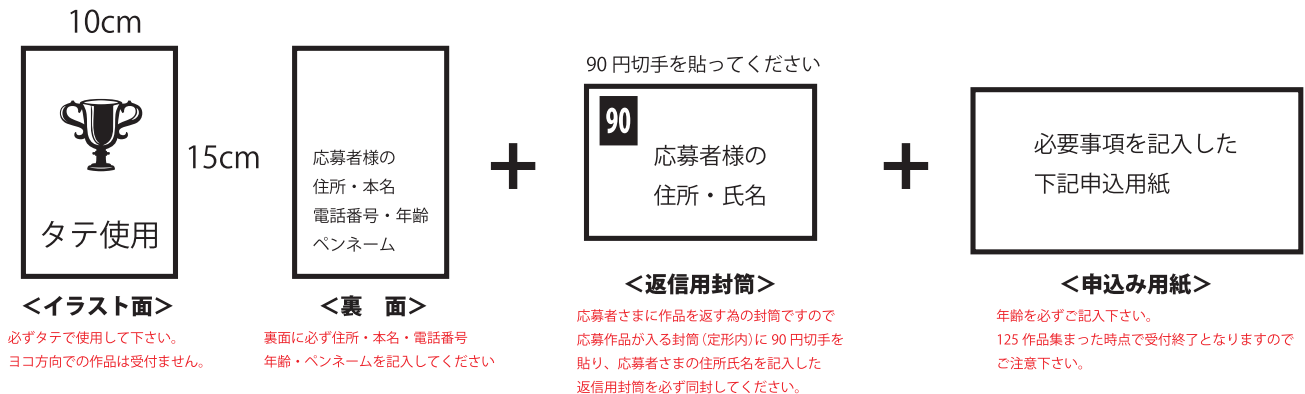 10cm
タテ使用
15cm
＜イラスト面＞
必ずタテで使用して下さい。
ヨコ方向での作品は受付ません。
応募者様の
住所・本名
電話番号・年齢
ペンネーム
＜裏　面＞
裏面に必ず住所・本名・電話番号
年齢・ペンネームを記入してください
+
90 円切手を貼ってください
90
応募者様の
住所・氏名
＜返信用封筒＞
応募者さまに作品を返す為の封筒ですので
応募作品が入る封筒（定形内）に 90 円切手を
貼り、応募者さまの住所氏名を記入した
返信用封筒を必ず同封してください。
+
必要事項を記入した
下記申込用紙
＜申込み用紙＞
年齢を必ずご記入下さい。
125 作品集まった時点で受付終了となりますので
ご注意下さい。